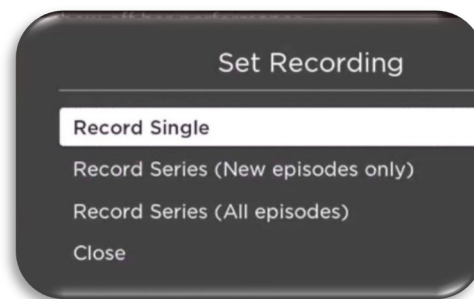 Set Recording
Record Single
Record Series (New episodes only)
Record Series (All episodes)
Close